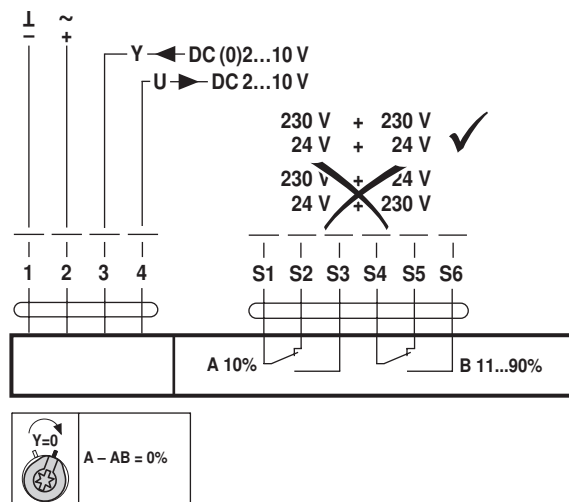 ⊥ ~
– +
Y DC (0)2...10 V
U DC 2...10 V
230 V + 230 V
24 V + 24 V
230 V + 24 V
24 V + 230 V
1 2 3 4 S1 S2 S3 S4 S5 S6
A 10% B 11...90%
Y=0
A – AB = 0%